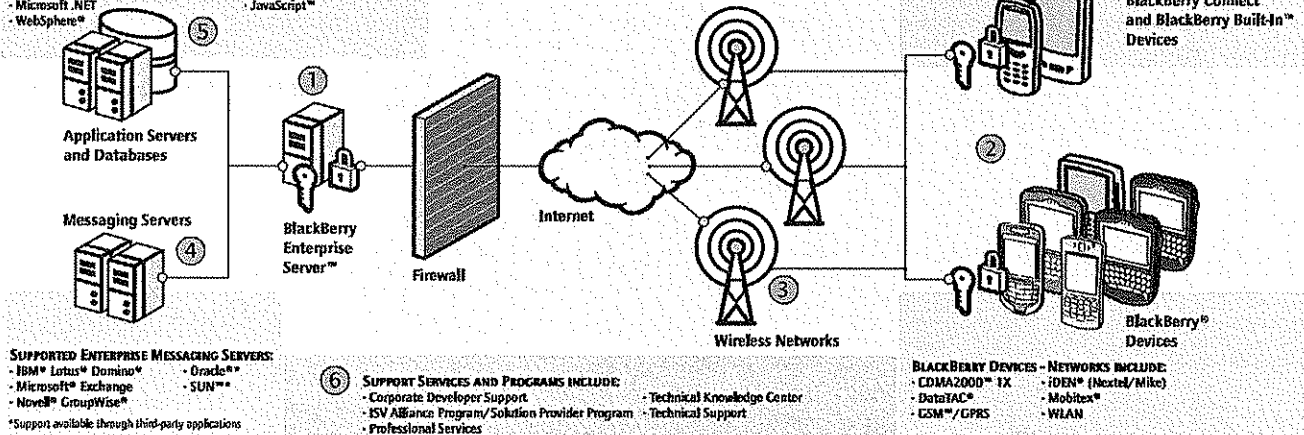 - Microsoft .NET
- WebSphere®
- JavaScript™
5
Application Servers
and Databases
Messaging Servers
4
1
BlackBerry
Enterprise
Server™
Firewall
Internet
3
Wireless Networks
BlackBerry Connect
and BlackBerry Built-In™
Devices
2
BlackBerry®
Devices
SUPPORTED ENTERPRISE MESSAGING SERVERS:
- IBM® Lotus® Domino®
- Microsoft® Exchange
- Novell® GroupWise®
- Oracle®*
- SUN™*
*Support available through third-party applications
6
SUPPORT SERVICES AND PROGRAMS INCLUDE:
- Corporate Developer Support
- ISV Alliance Program/Solution Provider Program
- Professional Services
- Technical Knowledge Center
- Technical Support
BLACKBERRY DEVICES - NETWORKS INCLUDE:
- CDMA2000™ 1X
- DataTAC®
- GSM™/GPRS
- iDEN® (Nextel/Mike)
- Mobitex®
- WLAN